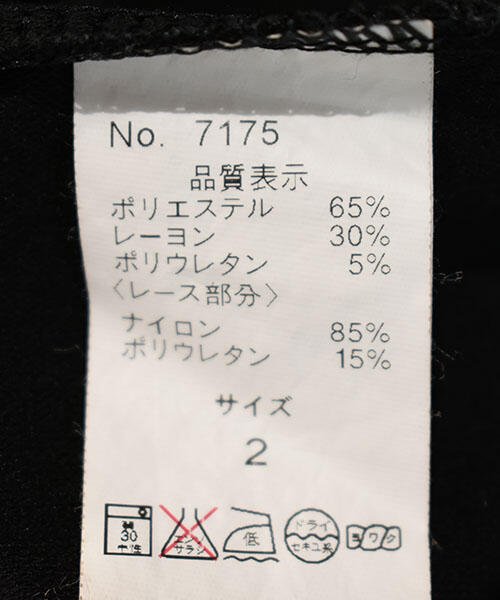 No. 7175
品質表示
ポリエステル 65%
レーヨン 30%
ポリウレタン 5%
〈レース部分〉
ナイロン 85%
ポリウレタン 15%
サイズ
2
30
中性
エンソ
サラシ
低
ドライ
セキユ系
ヨワク